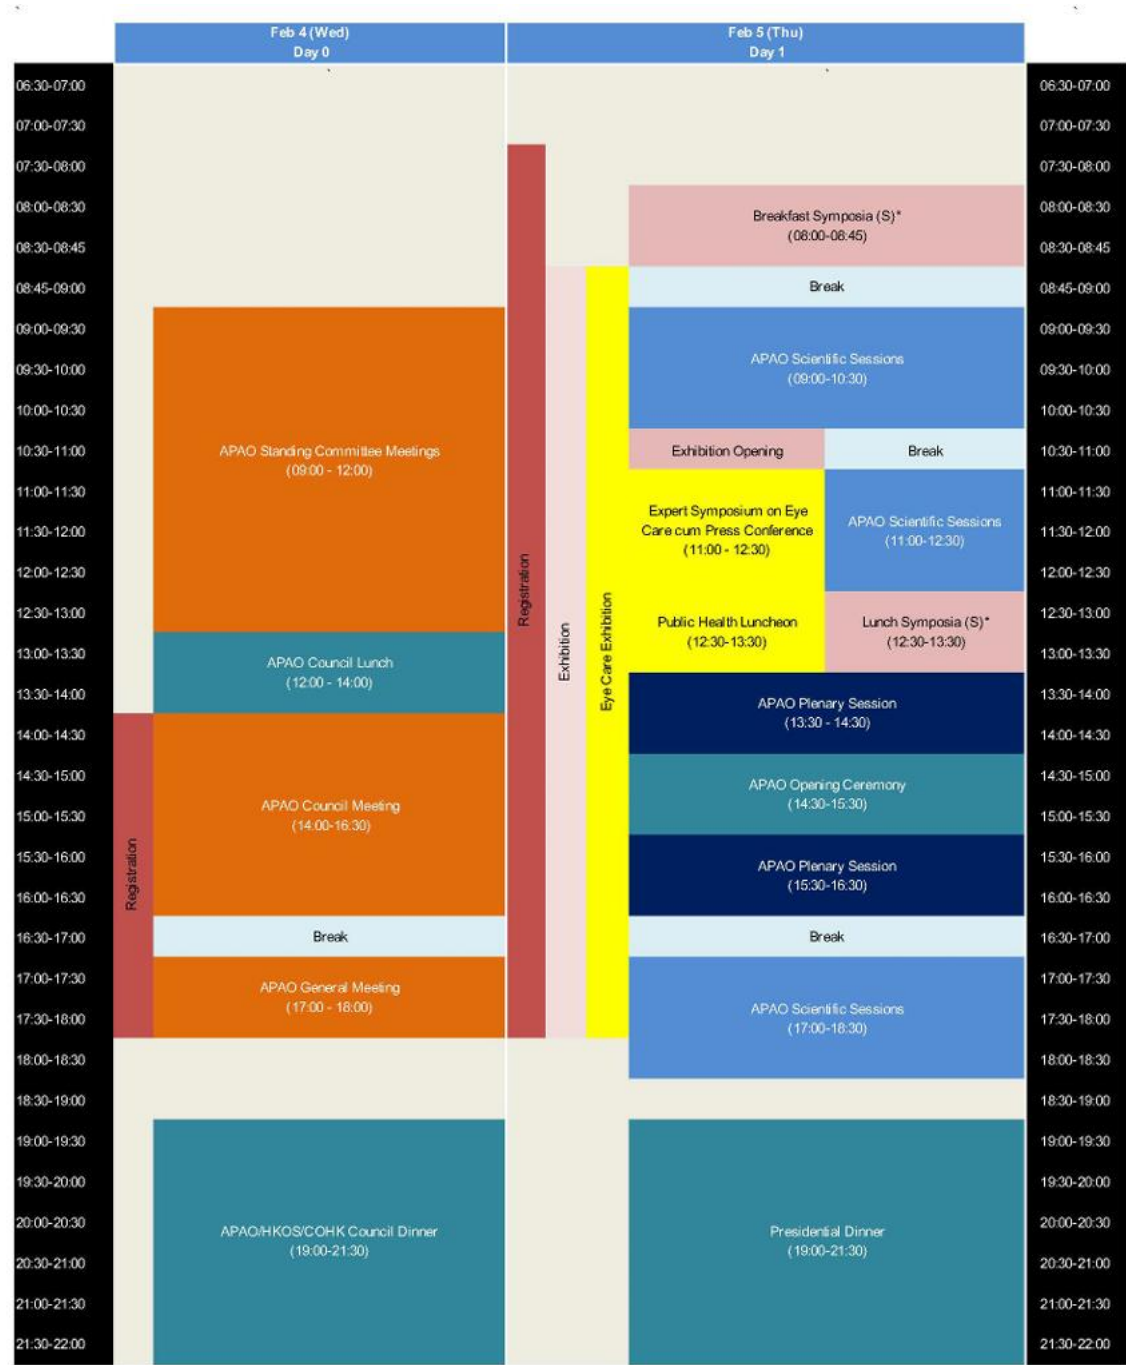 Feb 4 (Wed)
Day 0
Feb 5 (Thu)
Day 1
06:30-07:00
07:00-07:30
07:30-08:00
08:00-08:30
08:30-08:45
08:45-09:00
09:00-09:30
09:30-10:00
10:00-10:30
10:30-11:00
11:00-11:30
11:30-12:00
12:00-12:30
12:30-13:00
13:00-13:30
13:30-14:00
14:00-14:30
14:30-15:00
15:00-15:30
15:30-16:00
16:00-16:30
16:30-17:00
17:00-17:30
17:30-18:00
18:00-18:30
18:30-19:00
19:00-19:30
19:30-20:00
20:00-20:30
20:30-21:00
21:00-21:30
21:30-22:00
Registration
APAO Standing Committee Meetings
(09:00 - 12:00)
APAO Council Lunch
(12:00 - 14:00)
APAO Council Meeting
(14:00-16:30)
Break
APAO General Meeting
(17:00 - 18:00)
APAO/HKOS/COHK Council Dinner
(19:00-21:30)
Registration
Exhibition
Eye Care Exhibition
Breakfast Symposia (S)*
(08:00-08:45)
Break
APAO Scientific Sessions
(09:00-10:30)
Exhibition Opening
Break
Expert Symposium on Eye
Care cum Press Conference
(11:00 - 12:30)
APAO Scientific Sessions
(11:00-12:30)
Public Health Luncheon
(12:30-13:30)
Lunch Symposia (S)*
(12:30-13:30)
APAO Plenary Session
(13:30 - 14:30)
APAO Opening Ceremony
(14:30-15:30)
APAO Plenary Session
(15:30-16:30)
Break
APAO Scientific Sessions
(17:00-18:30)
Presidential Dinner
(19:00-21:30)
06:30-07:00
07:00-07:30
07:30-08:00
08:00-08:30
08:30-08:45
08:45-09:00
09:00-09:30
09:30-10:00
10:00-10:30
10:30-11:00
11:00-11:30
11:30-12:00
12:00-12:30
12:30-13:00
13:00-13:30
13:30-14:00
14:00-14:30
14:30-15:00
15:00-15:30
15:30-16:00
16:00-16:30
16:30-17:00
17:00-17:30
17:30-18:00
18:00-18:30
18:30-19:00
19:00-19:30
19:30-20:00
20:00-20:30
20:30-21:00
21:00-21:30
21:30-22:00